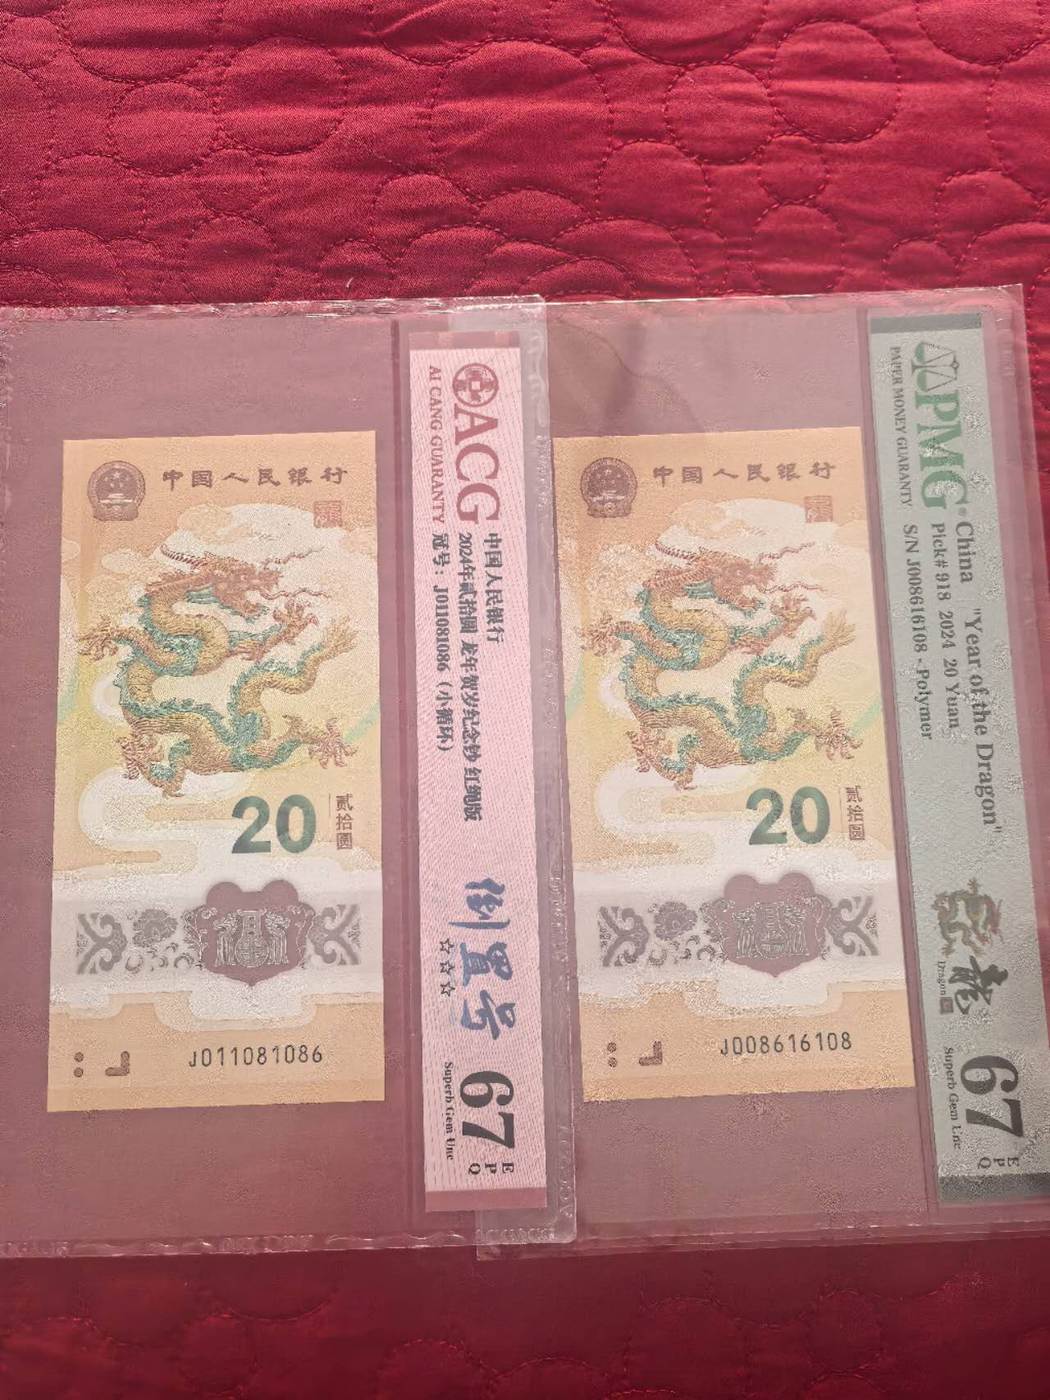 中国人民银行
20
贰拾圆
J011081086
ACG
AI CANG GUARANTY
中国人民银行
2024年贰拾圆 龙年贺岁纪念钞 红绳版
冠号：J011081086（小循环）
倒置号
☆☆☆
67
EPQ
Superb Gem Unc
中国人民银行
20
贰拾圆
J008616108
PMG®
PAPER MONEY GUARANTY
China "Year of the Dragon"
Pick# 918 2024 20 Yuan
S/N J008616108 - Polymer
龍
Dragon
67
EPQ
Superb Gem Unc